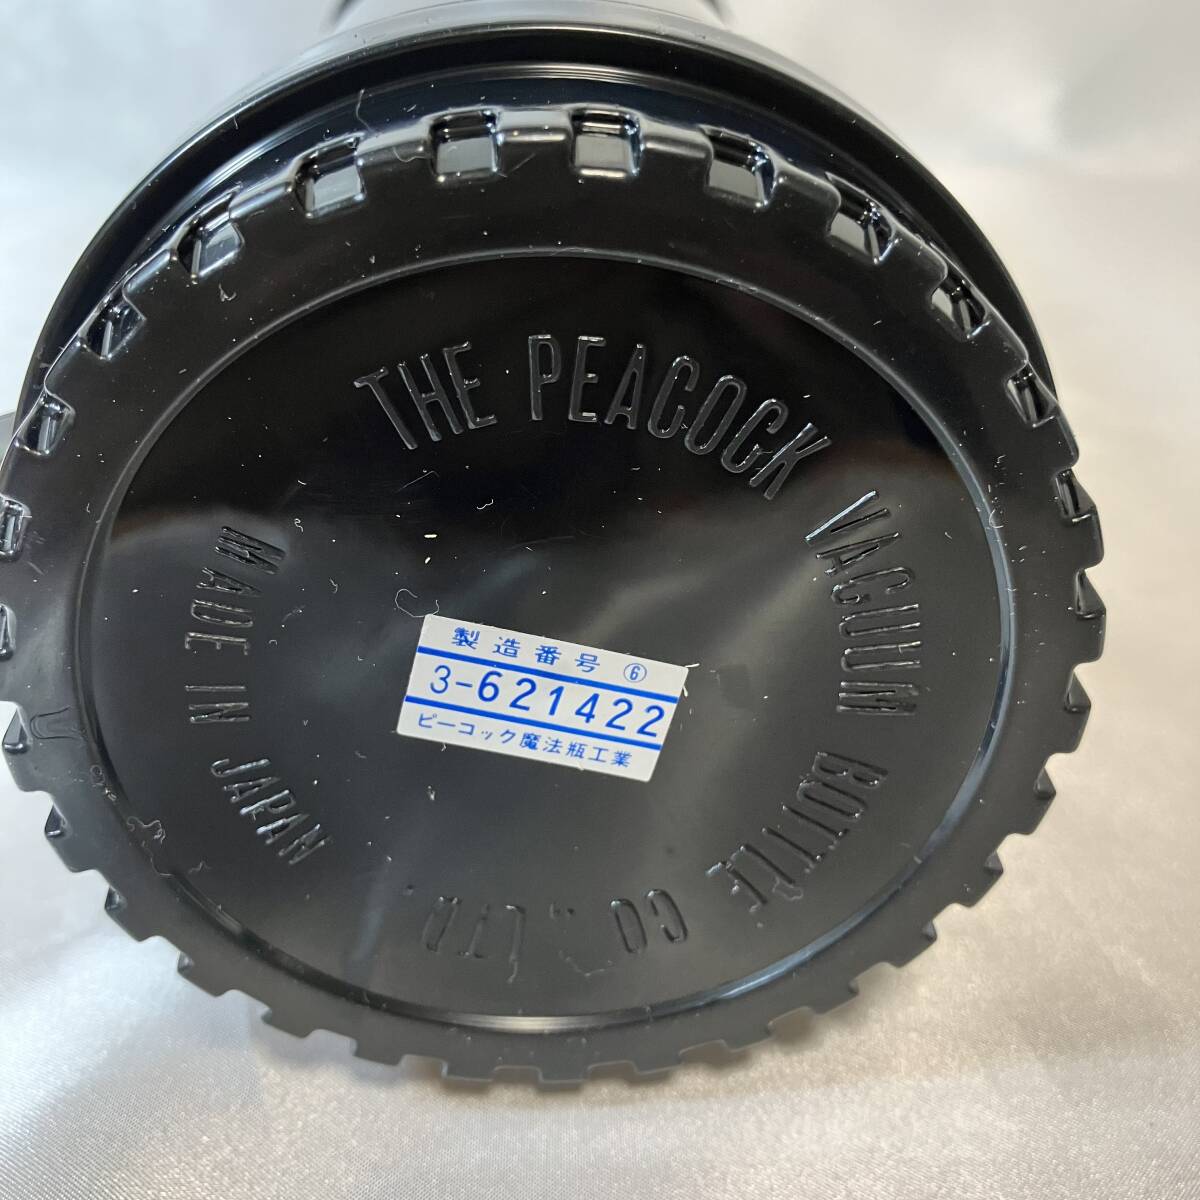 THE PEACOCK VACUUM BOTTLE CO., LTD.
MADE IN JAPAN
製造番号 ⑥
3-621422
ピーコック魔法瓶工業